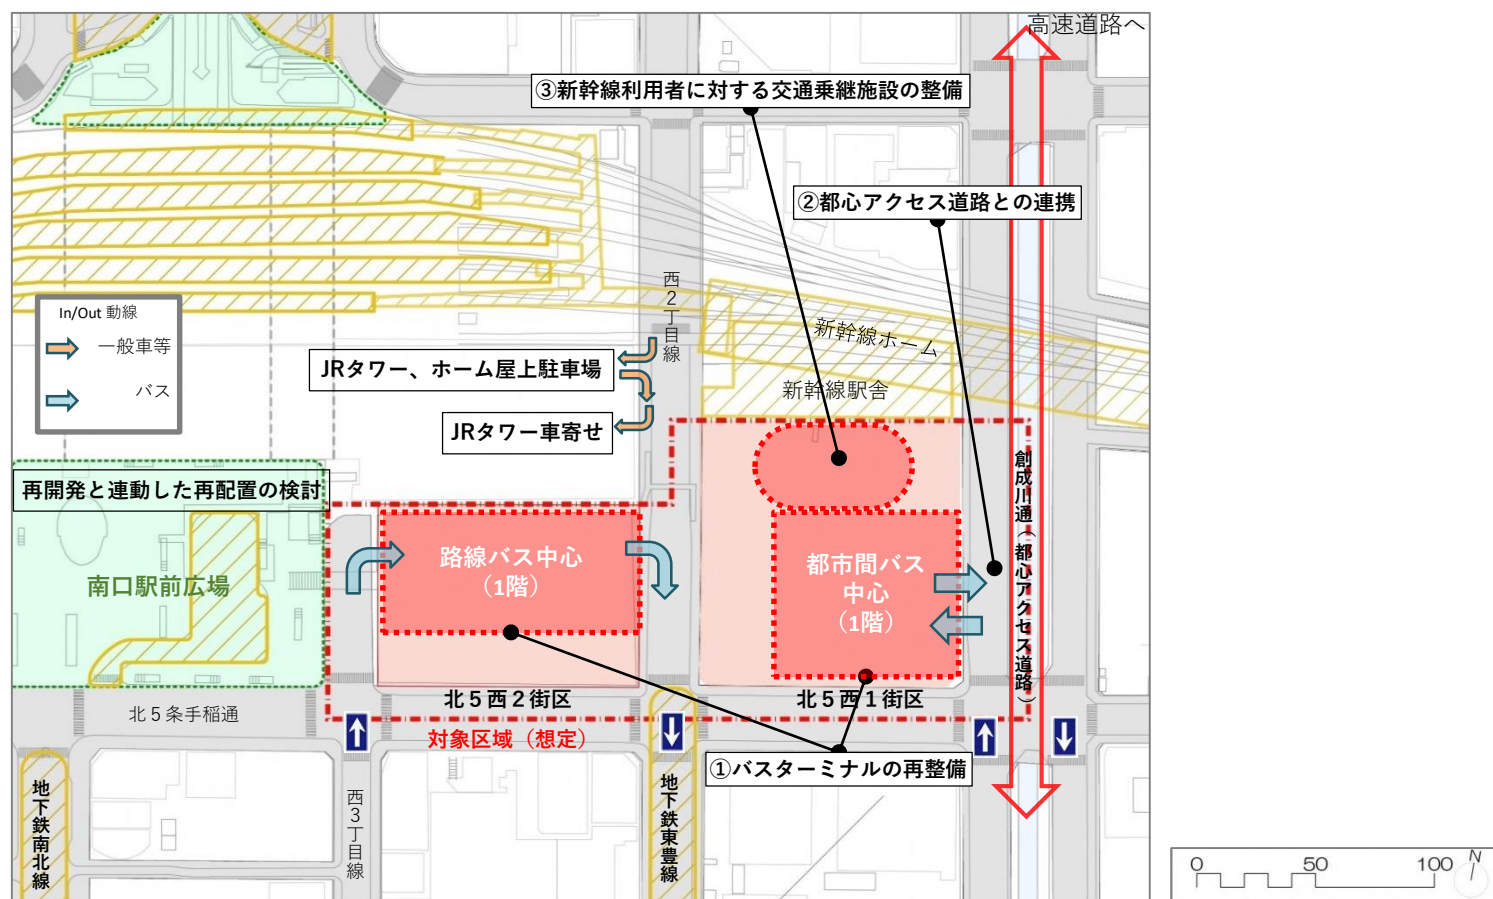 高速道路へ
③新幹線利用者に対する交通乗継施設の整備
②都心アクセス道路との連携
西2丁目線
In/Out 動線
一般車等
バス
新幹線ホーム
新幹線駅舎
JRタワー、ホーム屋上駐車場
JRタワー車寄せ
再開発と連動した再配置の検討
南口駅前広場
路線バス中心
（1階）
都市間バス
中心
（1階）
創成川通（都心アクセス道路）
北5西2街区
北5西1街区
北5条手稲通
対象区域（想定）
①バスターミナルの再整備
地下鉄南北線
西3丁目線
地下鉄東豊線
0 50 100
N